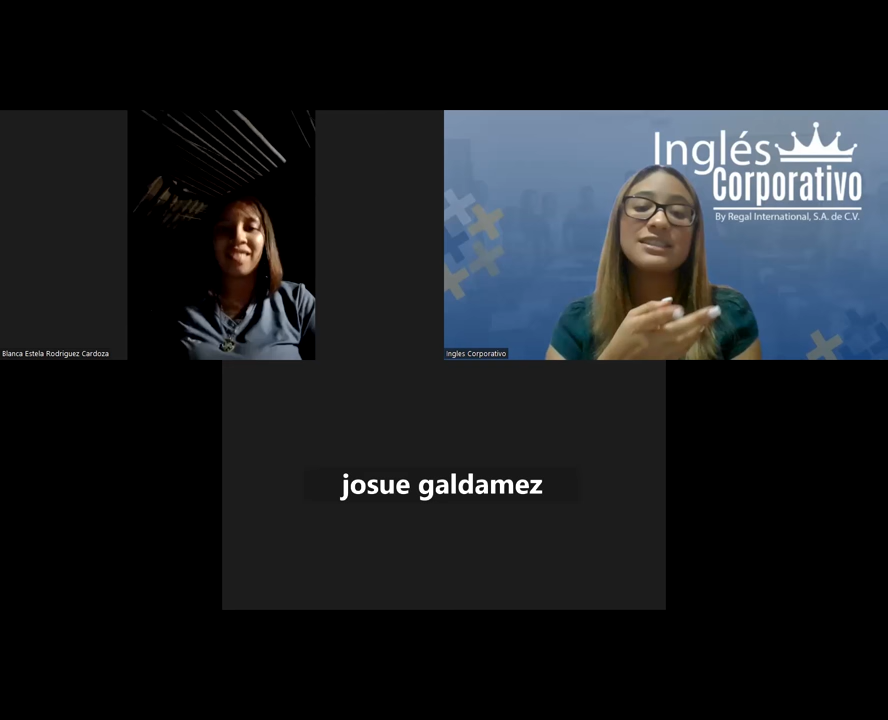 Inglés
Corporativo
By Regal International, S.A. de C.V.
Blanca Estela Rodriguez Cardoza
Ingles Corporativo
josue galdamez